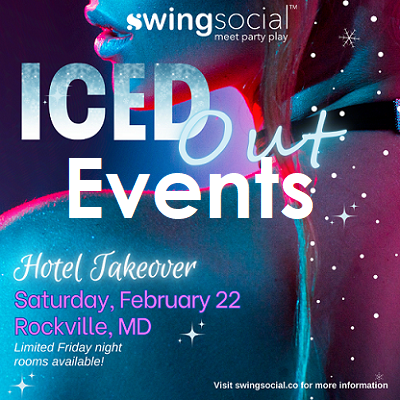 swingsocial™
meet party play
ICED
Out
Events
Hotel Takeover
Saturday, February 22
Rockville, MD
Limited Friday night
rooms available!
Visit swingsocial.co for more information